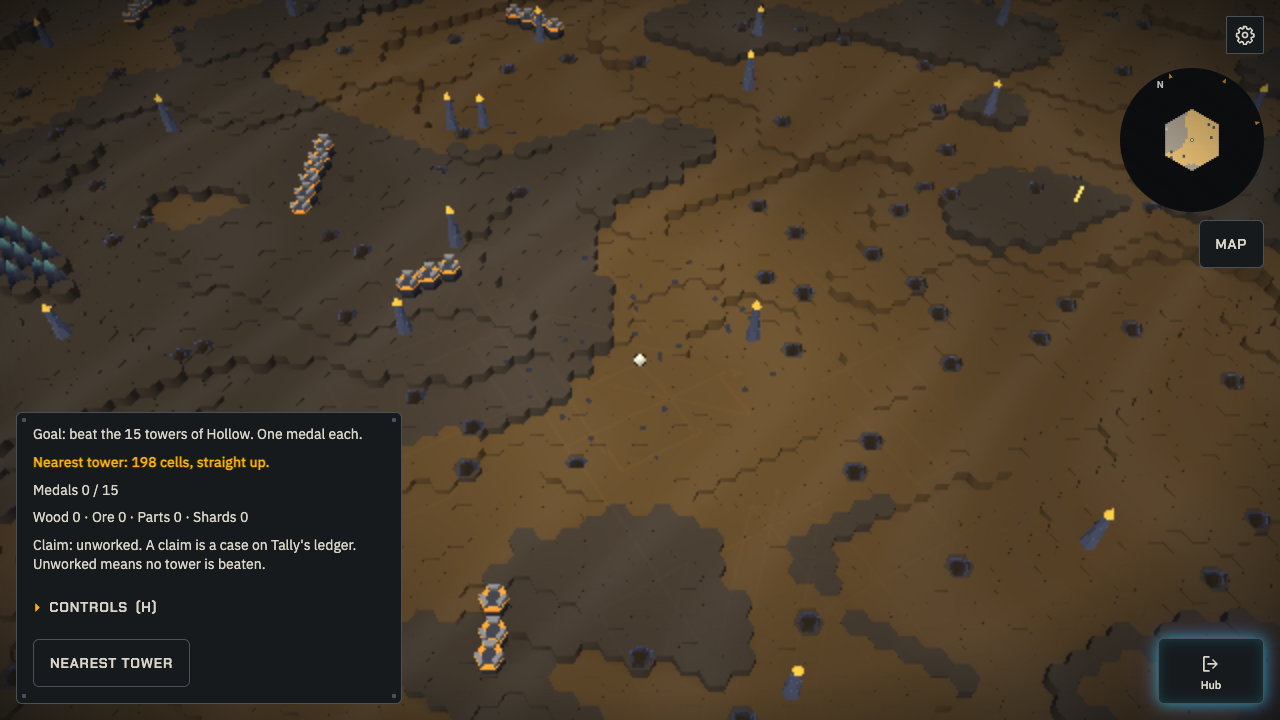 N
MAP
Goal: beat the 15 towers of Hollow. One medal each.
Nearest tower: 198 cells, straight up.
Medals 0 / 15
Wood 0 · Ore 0 · Parts 0 · Shards 0
Claim: unworked. A claim is a case on Tally's ledger.
Unworked means no tower is beaten.
CONTROLS (H)
NEAREST TOWER
Hub